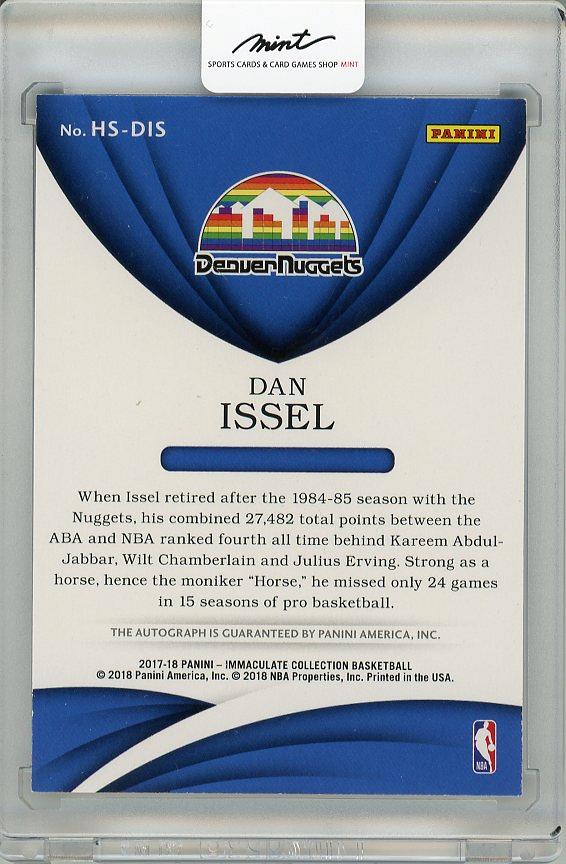 mint
SPORTS CARDS & CARD GAMES SHOP MINT
No. HS-DIS
PANINI
Denver Nuggets
DAN
ISSEL
When Issel retired after the 1984-85 season with the
Nuggets, his combined 27,482 total points between the
ABA and NBA ranked fourth all time behind Kareem Abdul-
Jabbar, Wilt Chamberlain and Julius Erving. Strong as a
horse, hence the moniker “Horse,” he missed only 24 games
in 15 seasons of pro basketball.
THE AUTOGRAPH IS GUARANTEED BY PANINI AMERICA, INC.
2017-18 PANINI – IMMACULATE COLLECTION BASKETBALL
© 2018 Panini America, Inc. © 2018 NBA Properties, Inc. Printed in the USA.
NBA